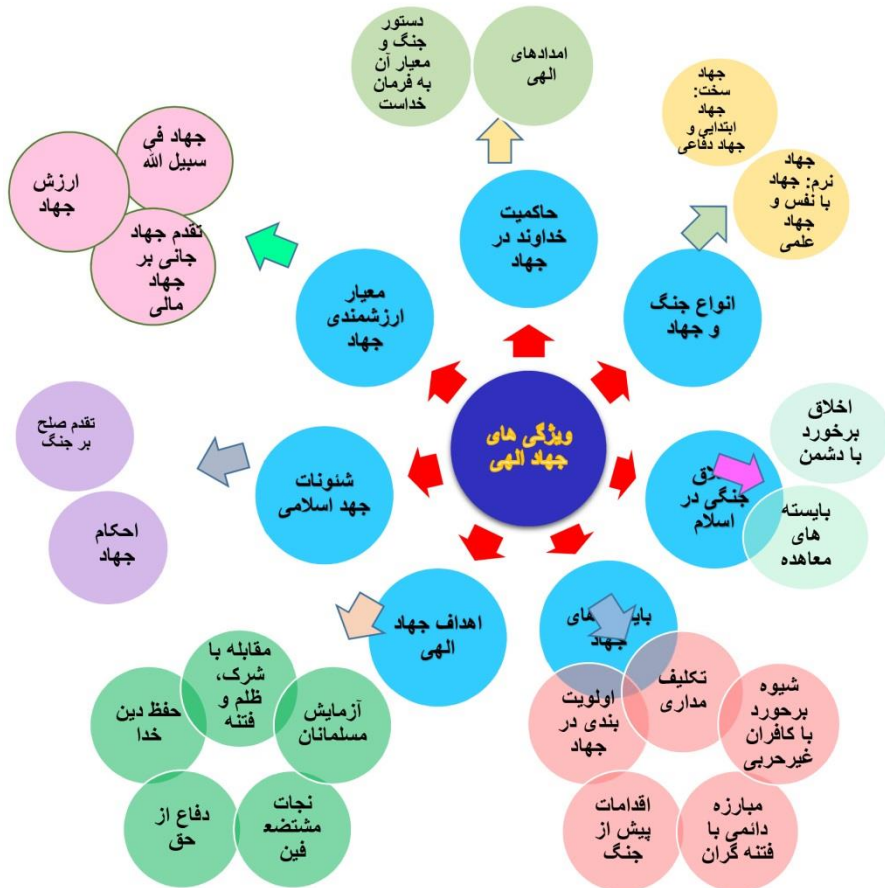 ویژگی های
جهاد الهی
حاکمیت
خداوند در
جهاد
دستور
جنگ و
معیار آن
به فرمان
خداست
امدادهای
الهی
انواع جنگ
و جهاد
جهاد
سخت:
جهاد
ابتدایی و
جهاد دفاعی
جهاد
نرم: جهاد
با نفس و
جهاد
علمی
جنگی در
اسلام
اخلاق
برخورد
با دشمن
بایسته
های
معاهده
جهاد
تکلیف
مداری
اولویت
بندی در
جهاد
شیوه
برحورد
با کافران
غیرحربی
اقدامات
پیش از
جنگ
مبارزه
دائمی با
فتنه گران
اهداف جهاد
الهی
مقابله با
شرک،
ظلم و
فتنه
حفظ دین
خدا
آزمایش
مسلمانان
دفاع از
حق
نجات
مشتضع
فین
شئونات
جهد اسلامی
تقدم صلح
بر جنگ
احکام
جهاد
معیار
ارزشمندی
جهاد
جهاد فی
سبیل الله
ارزش
جهاد
تقدم جهاد
جانی بر
جهاد
مالی